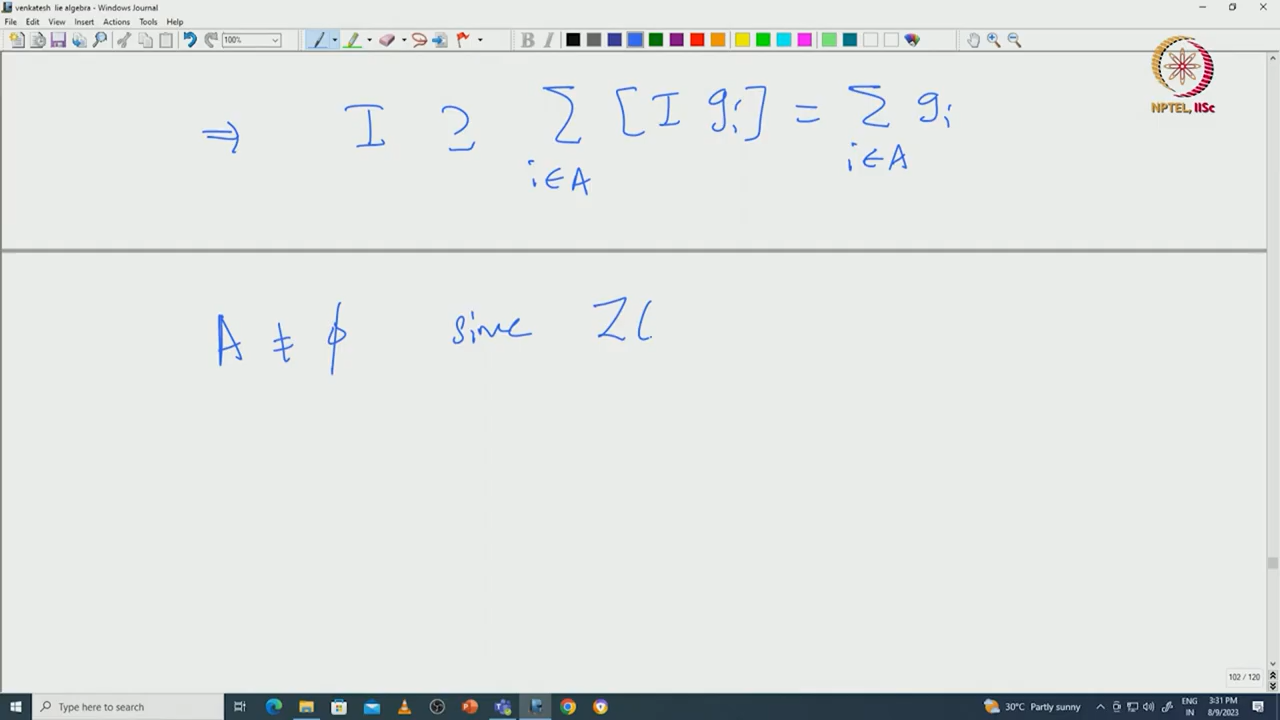 venkatesh lie algebra - Windows Journal
File Edit View Insert Actions Tools Help
100%
B I
NPTEL, IISc
⇒ I ⊇ Σ [I gi] = Σ gi
i∈A i∈A
A ≠ ϕ since Z(
102 / 120
Type here to search
30°C Partly sunny
ENG
IN
3:31 PM
8/9/2023